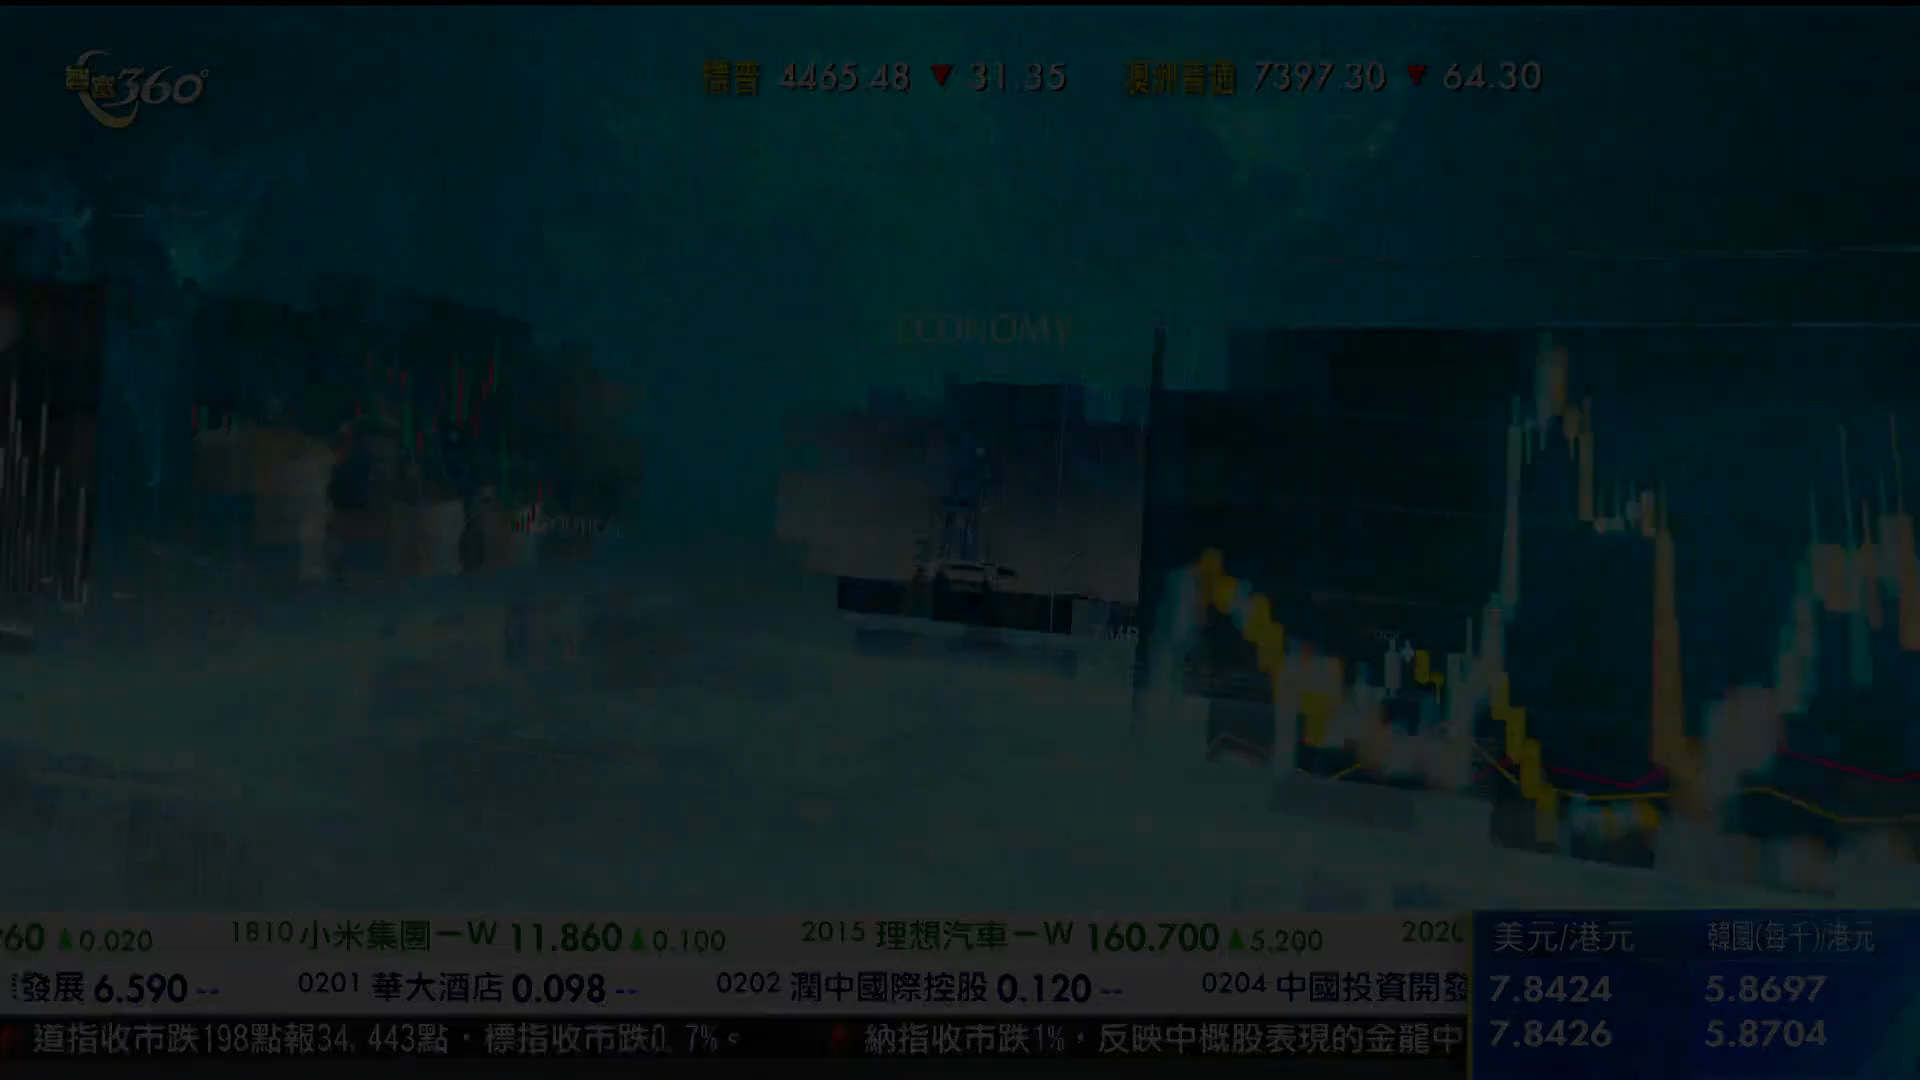 智富360°
標普 4465.48 ▼ 31.35 澳洲普通 7397.30 ▼ 64.30
ECONOMY
60 ▲0.020 1810 小米集團－W 11.860 ▲0.100 2015 理想汽車－W 160.700 ▲5.200 2020
發展 6.590 -- 0201 華大酒店 0.098 -- 0202 潤中國際控股 0.120 -- 0204 中國投資開發
道指收市跌198點報34,443點，標指收市跌0.7%。 納指收市跌1%，反映中概股表現的金龍中
美元/港元 韓圜(每千)/港元
7.8424 5.8697
7.8426 5.8704